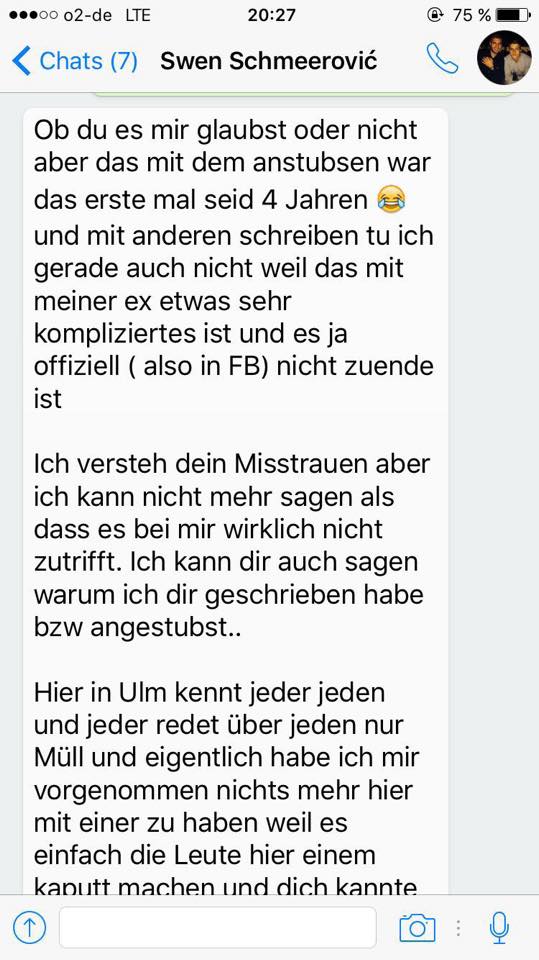 o2-de LTE 20:27 75 %
Chats (7) Swen Schmeerović
Ob du es mir glaubst oder nicht
aber das mit dem anstubsen war
das erste mal seid 4 Jahren 😂
und mit anderen schreiben tu ich
gerade auch nicht weil das mit
meiner ex etwas sehr
kompliziertes ist und es ja
offiziell ( also in FB) nicht zuende
ist
Ich versteh dein Misstrauen aber
ich kann nicht mehr sagen als
dass es bei mir wirklich nicht
zutrifft. Ich kann dir auch sagen
warum ich dir geschrieben habe
bzw angestubst..
Hier in Ulm kennt jeder jeden
und jeder redet über jeden nur
Müll und eigentlich habe ich mir
vorgenommen nichts mehr hier
mit einer zu haben weil es
einfach die Leute hier einem
kaputt machen und dich kannte